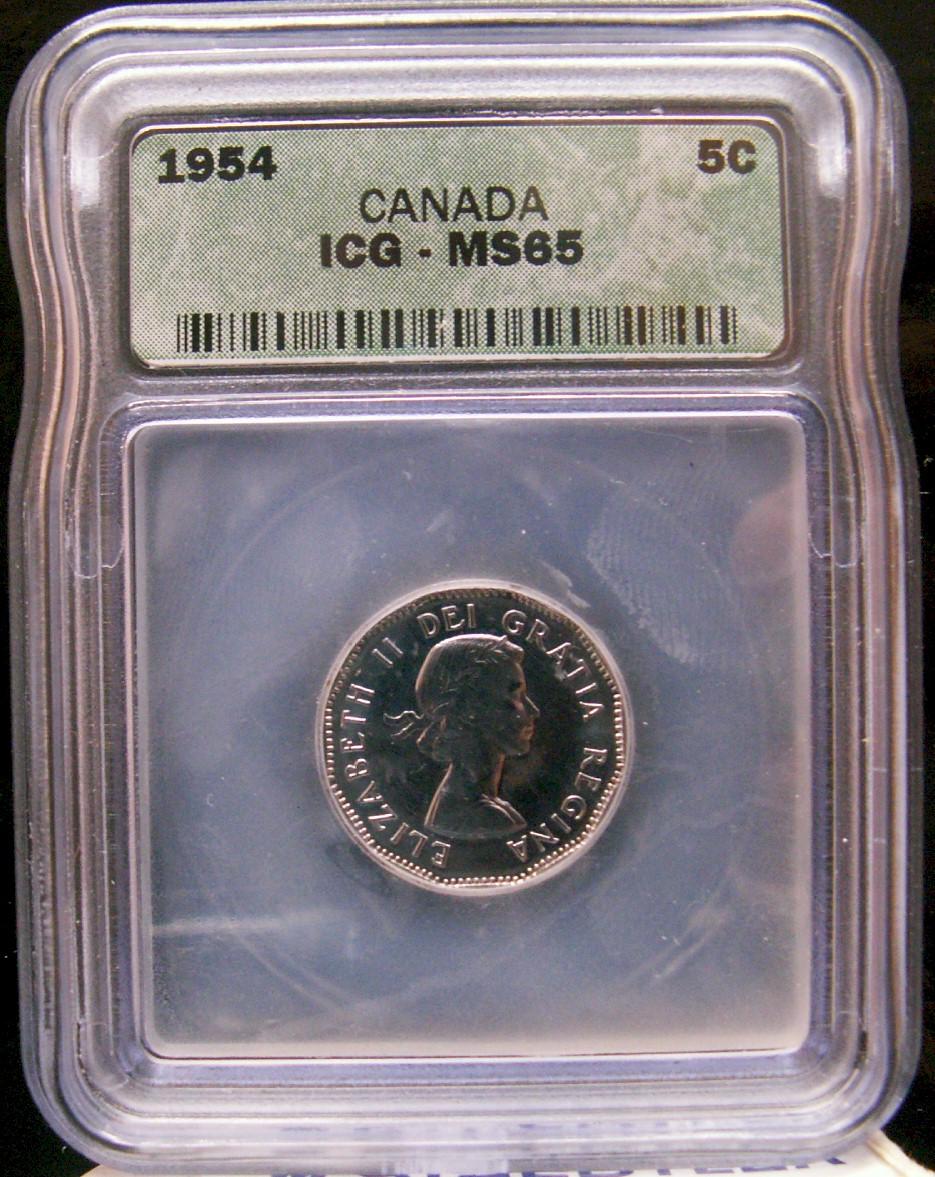 1954 5C
CANADA
ICG - MS65
ELIZABETH II DEI GRATIA REGINA